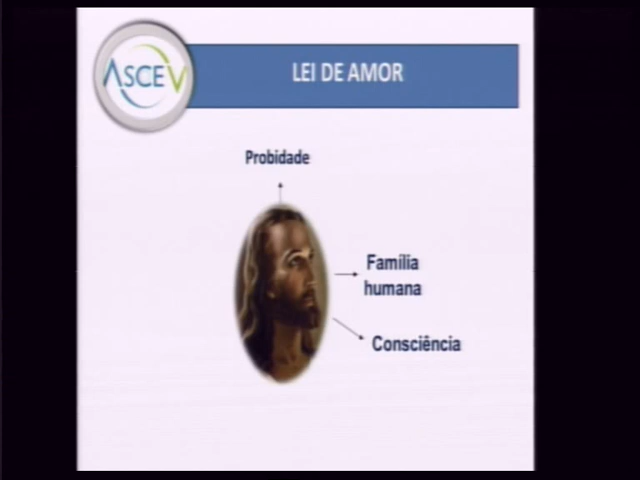 ASCEV
LEI DE AMOR
Probidade
Família
humana
Consciência